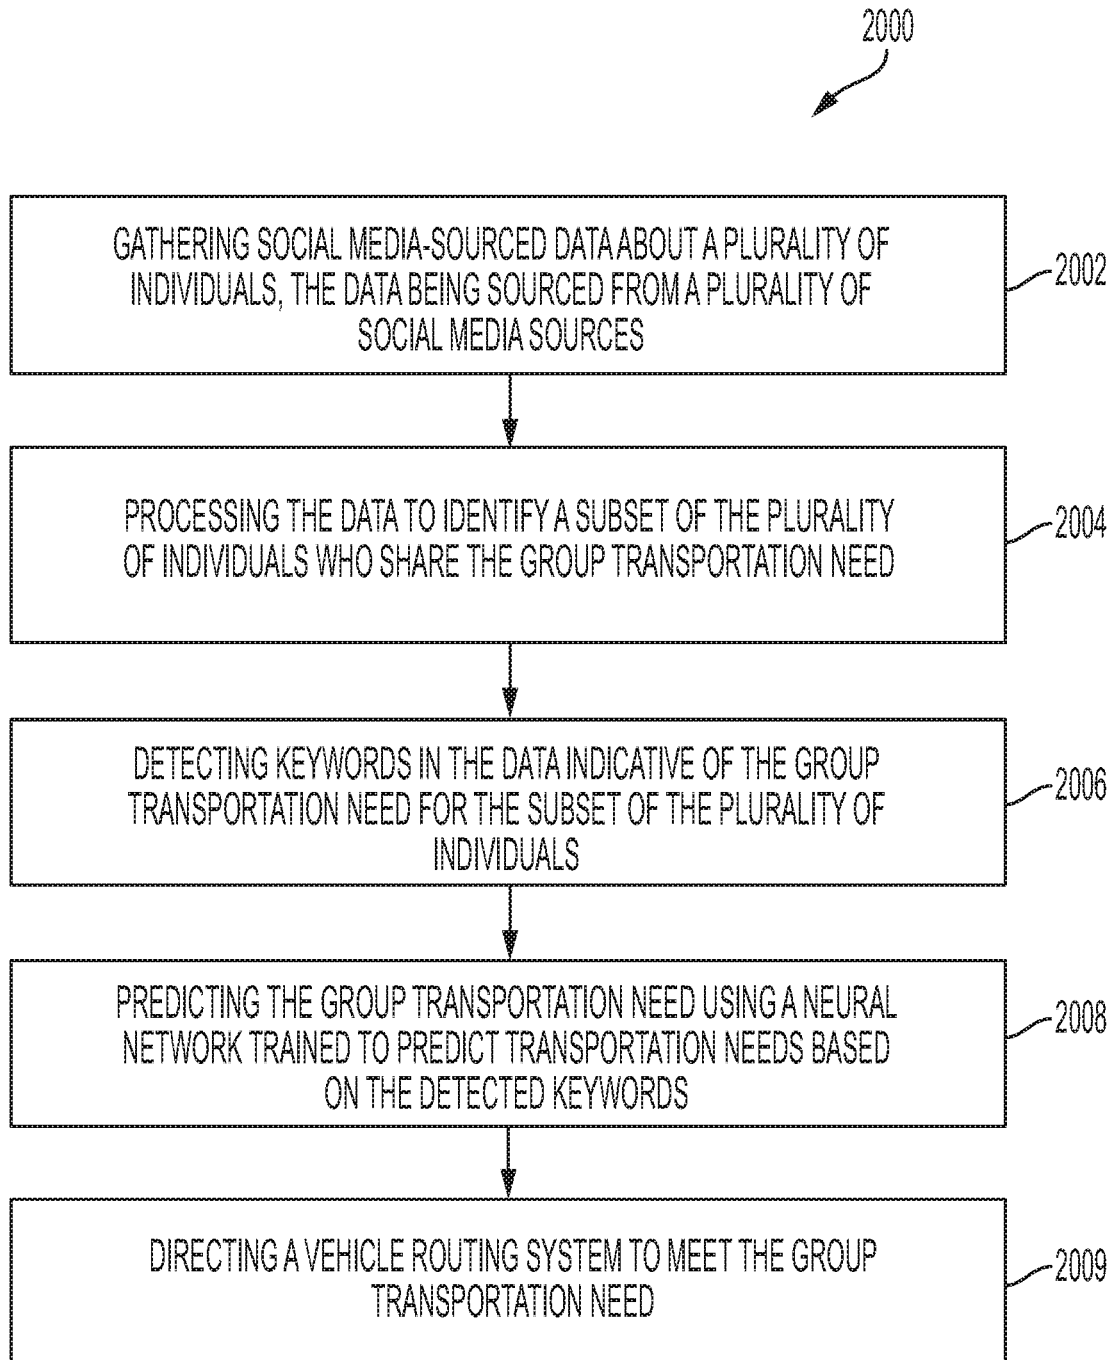 2000
GATHERING SOCIAL MEDIA-SOURCED DATA ABOUT A PLURALITY OF
INDIVIDUALS, THE DATA BEING SOURCED FROM A PLURALITY OF
SOCIAL MEDIA SOURCES
2002
PROCESSING THE DATA TO IDENTIFY A SUBSET OF THE PLURALITY
OF INDIVIDUALS WHO SHARE THE GROUP TRANSPORTATION NEED
2004
DETECTING KEYWORDS IN THE DATA INDICATIVE OF THE GROUP
TRANSPORTATION NEED FOR THE SUBSET OF THE PLURALITY OF
INDIVIDUALS
2006
PREDICTING THE GROUP TRANSPORTATION NEED USING A NEURAL
NETWORK TRAINED TO PREDICT TRANSPORTATION NEEDS BASED
ON THE DETECTED KEYWORDS
2008
DIRECTING A VEHICLE ROUTING SYSTEM TO MEET THE GROUP
TRANSPORTATION NEED
2009